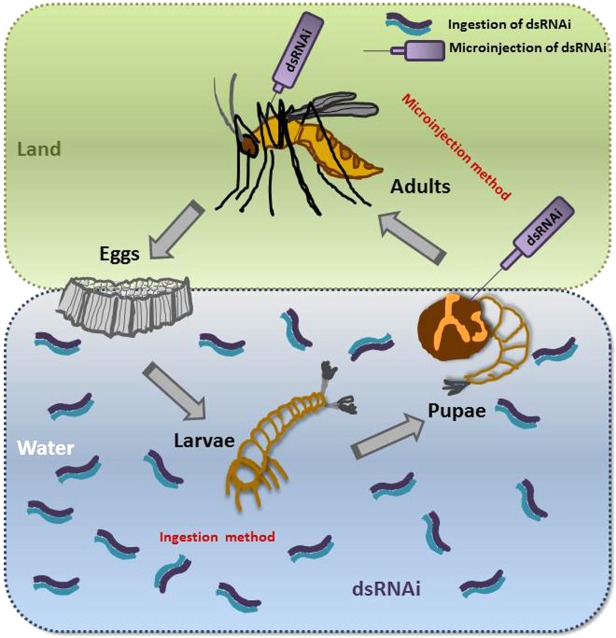 Ingestion of dsRNAi
Microinjection of dsRNAi
dsRNAi
Microinjection method
Land
Adults
dsRNAi
Eggs
Pupae
Larvae
Water
Ingestion method
dsRNAi